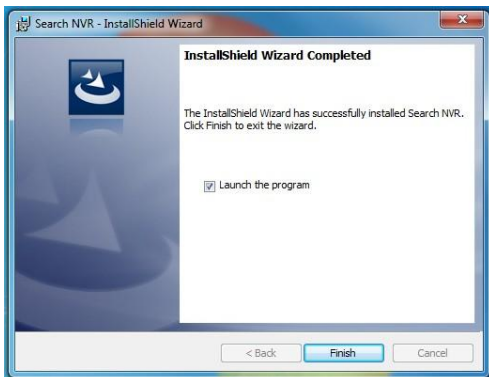 Search NVR - InstallShield Wizard
InstallShield Wizard Completed
The InstallShield Wizard has successfully installed Search NVR.
Click Finish to exit the wizard.
Launch the program
< Back
Finish
Cancel